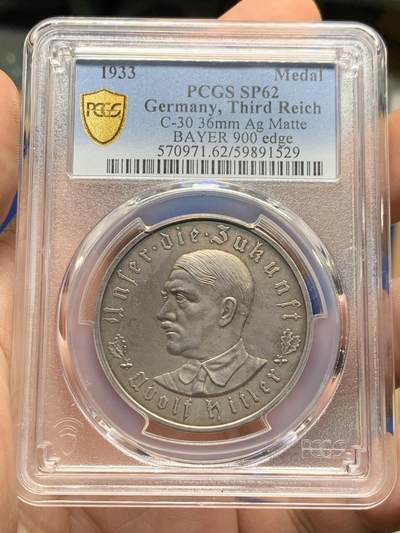 1933 Medal
PCGS SP62
Germany, Third Reich
C-30 36mm Ag Matte
BAYER 900 edge
570971.62/59891529
PCGS
Unser·die·Zukunft
Adolf Hitler
PCGS